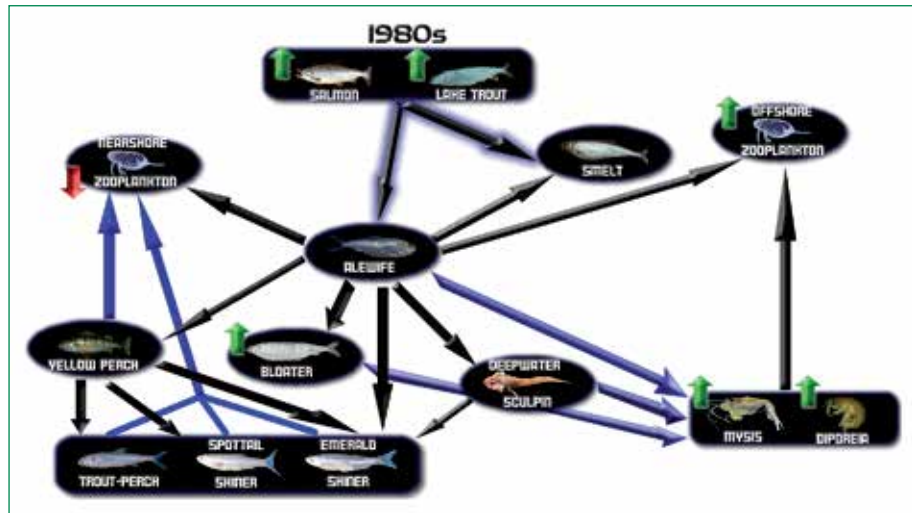 1980s
SALMON
LAKE TROUT
NEARSHORE
ZOOPLANKTON
OFFSHORE
ZOOPLANKTON
SMELT
ALEWIFE
YELLOW PERCH
BLOATER
DEEPWATER
SCULPIN
MYSIS
DIPOREIA
TROUT-PERCH
SPOTTAIL
SHINER
EMERALD
SHINER